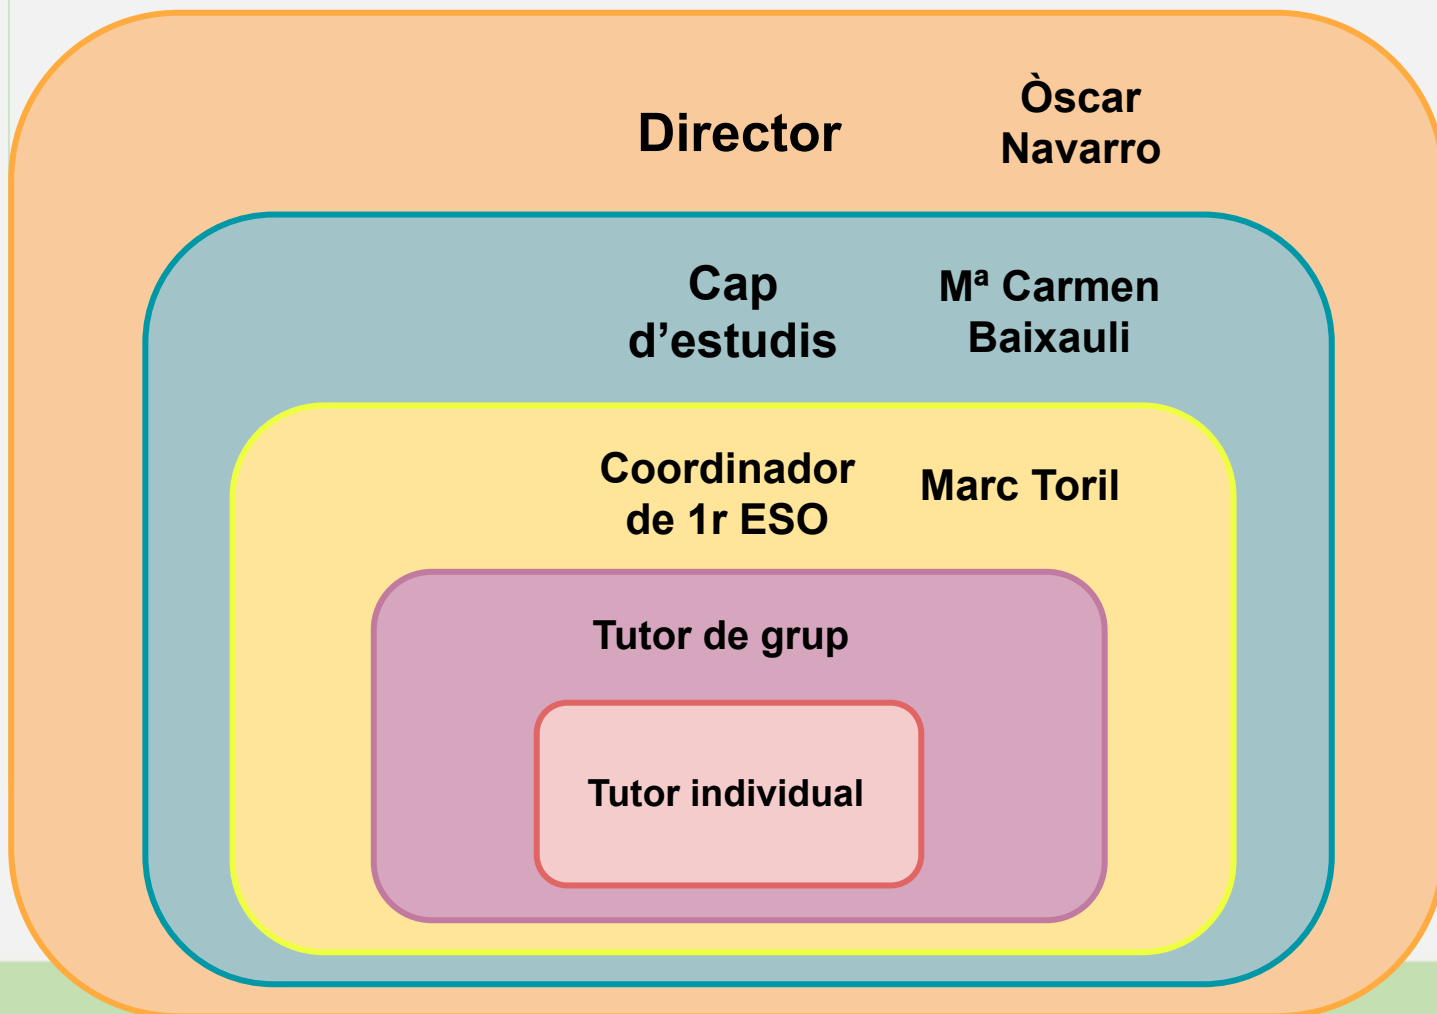 Director
Òscar
Navarro
Cap
d’estudis
Mª Carmen
Baixauli
Coordinador
de 1r ESO
Marc Toril
Tutor de grup
Tutor individual